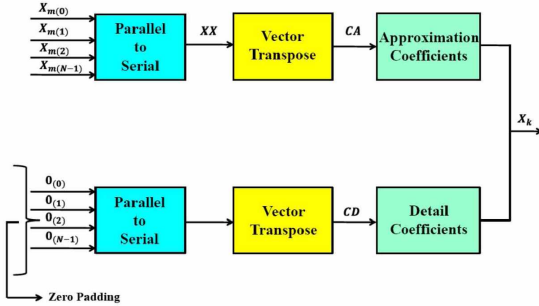 X_m(0)
X_m(1)
X_m(2)
X_m(N-1)
Parallel
to
Serial
XX
Vector
Transpose
CA
Approximation
Coefficients
X_k
0_(0)
0_(1)
0_(2)
0_(N-1)
Parallel
to
Serial
Vector
Transpose
CD
Detail
Coefficients
Zero Padding